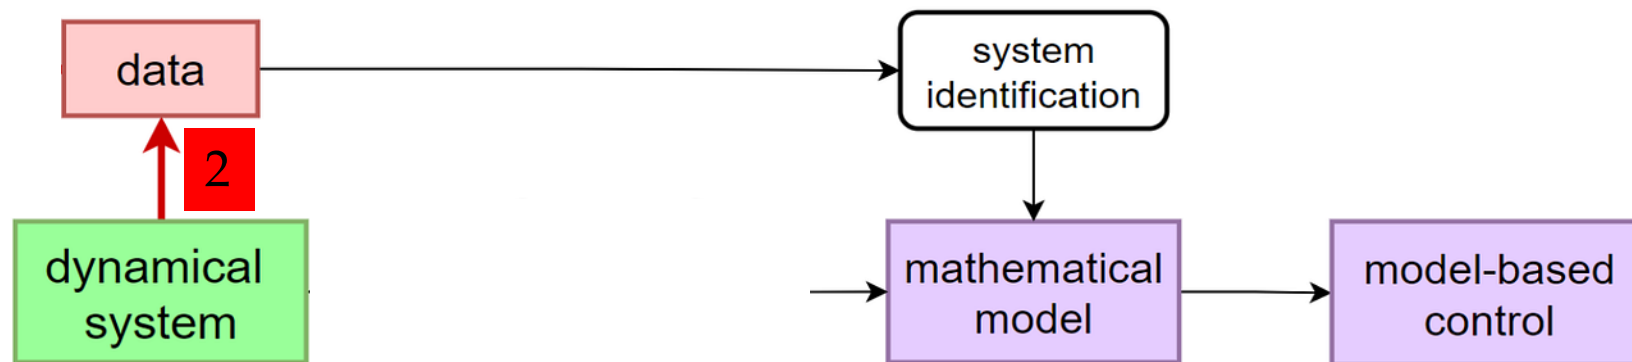 data
system
identification
2
dynamical
system
mathematical
model
model-based
control